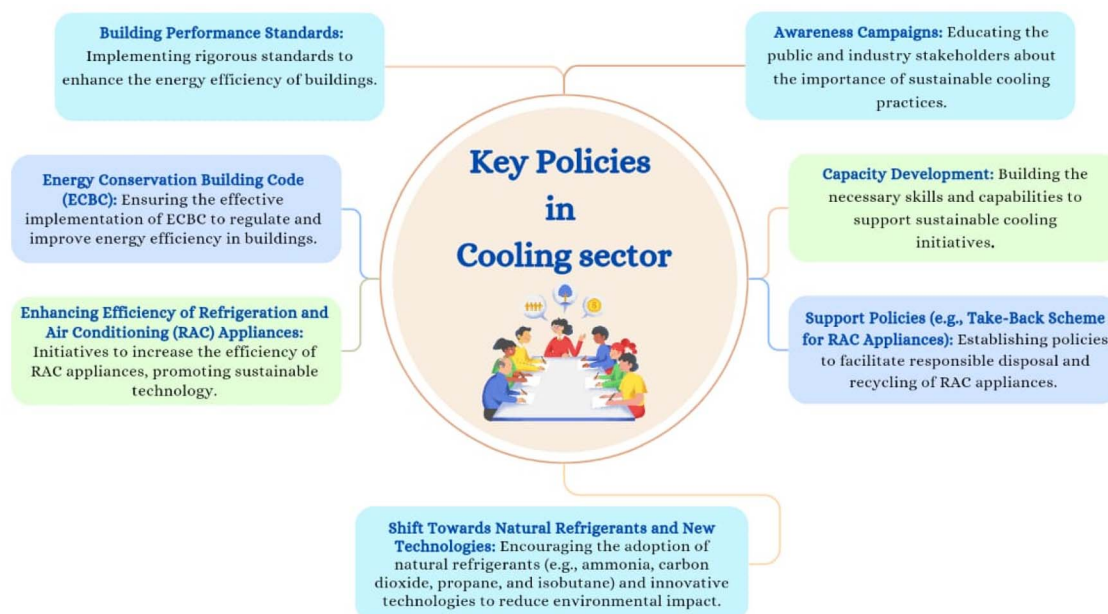 Building Performance Standards:
Implementing rigorous standards to
enhance the energy efficiency of buildings.
Awareness Campaigns: Educating the
public and industry stakeholders about
the importance of sustainable cooling
practices.
Key Policies
in
Cooling sector
Energy Conservation Building Code
(ECBC): Ensuring the effective
implementation of ECBC to regulate and
improve energy efficiency in buildings.
Capacity Development: Building the
necessary skills and capabilities to
support sustainable cooling
initiatives.
Enhancing Efficiency of Refrigeration and
Air Conditioning (RAC) Appliances:
Initiatives to increase the efficiency of
RAC appliances, promoting sustainable
technology.
Support Policies (e.g., Take-Back Scheme
for RAC Appliances): Establishing policies
to facilitate responsible disposal and
recycling of RAC appliances.
Shift Towards Natural Refrigerants and New
Technologies: Encouraging the adoption of
natural refrigerants (e.g., ammonia, carbon
dioxide, propane, and isobutane) and innovative
technologies to reduce environmental impact.